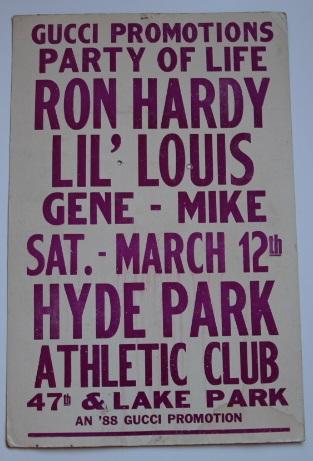 GUCCI PROMOTIONS
PARTY OF LIFE
RON HARDY
LIL' LOUIS
GENE - MIKE
SAT. - MARCH 12th
HYDE PARK
ATHLETIC CLUB
47th & LAKE PARK
AN '88 GUCCI PROMOTION